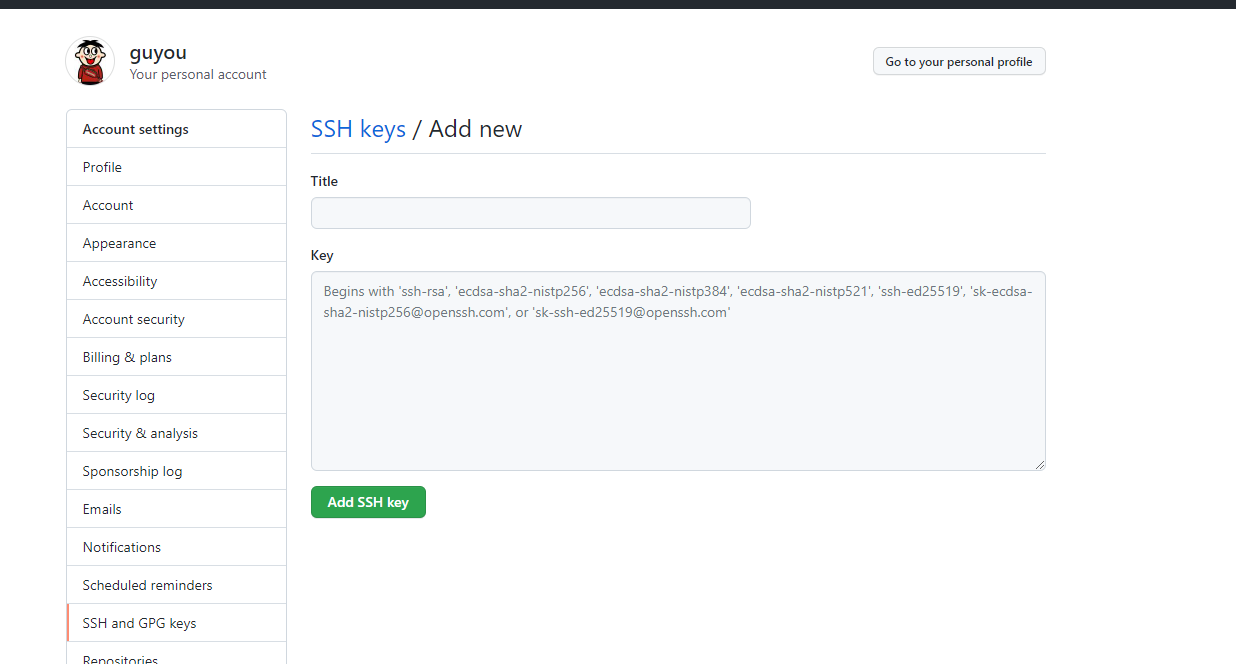 guyou
Your personal account
Go to your personal profile
Account settings
Profile
Account
Appearance
Accessibility
Account security
Billing & plans
Security log
Security & analysis
Sponsorship log
Emails
Notifications
Scheduled reminders
SSH and GPG keys
Repositories
SSH keys / Add new
Title
Key
Begins with 'ssh-rsa', 'ecdsa-sha2-nistp256', 'ecdsa-sha2-nistp384', 'ecdsa-sha2-nistp521', 'ssh-ed25519', 'sk-ecdsa-
sha2-nistp256@openssh.com', or 'sk-ssh-ed25519@openssh.com'
Add SSH key